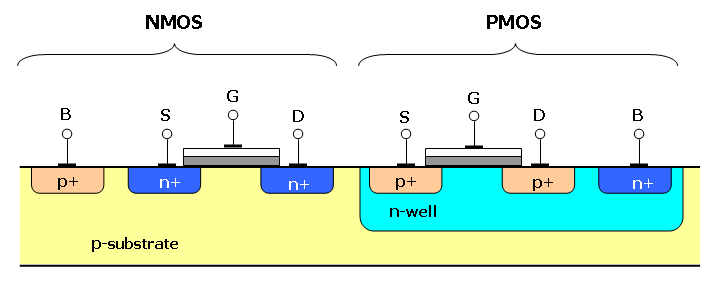 NMOS PMOS
B S G D S G D B
p+ n+ n+ p+ p+ n+
n-well
p-substrate